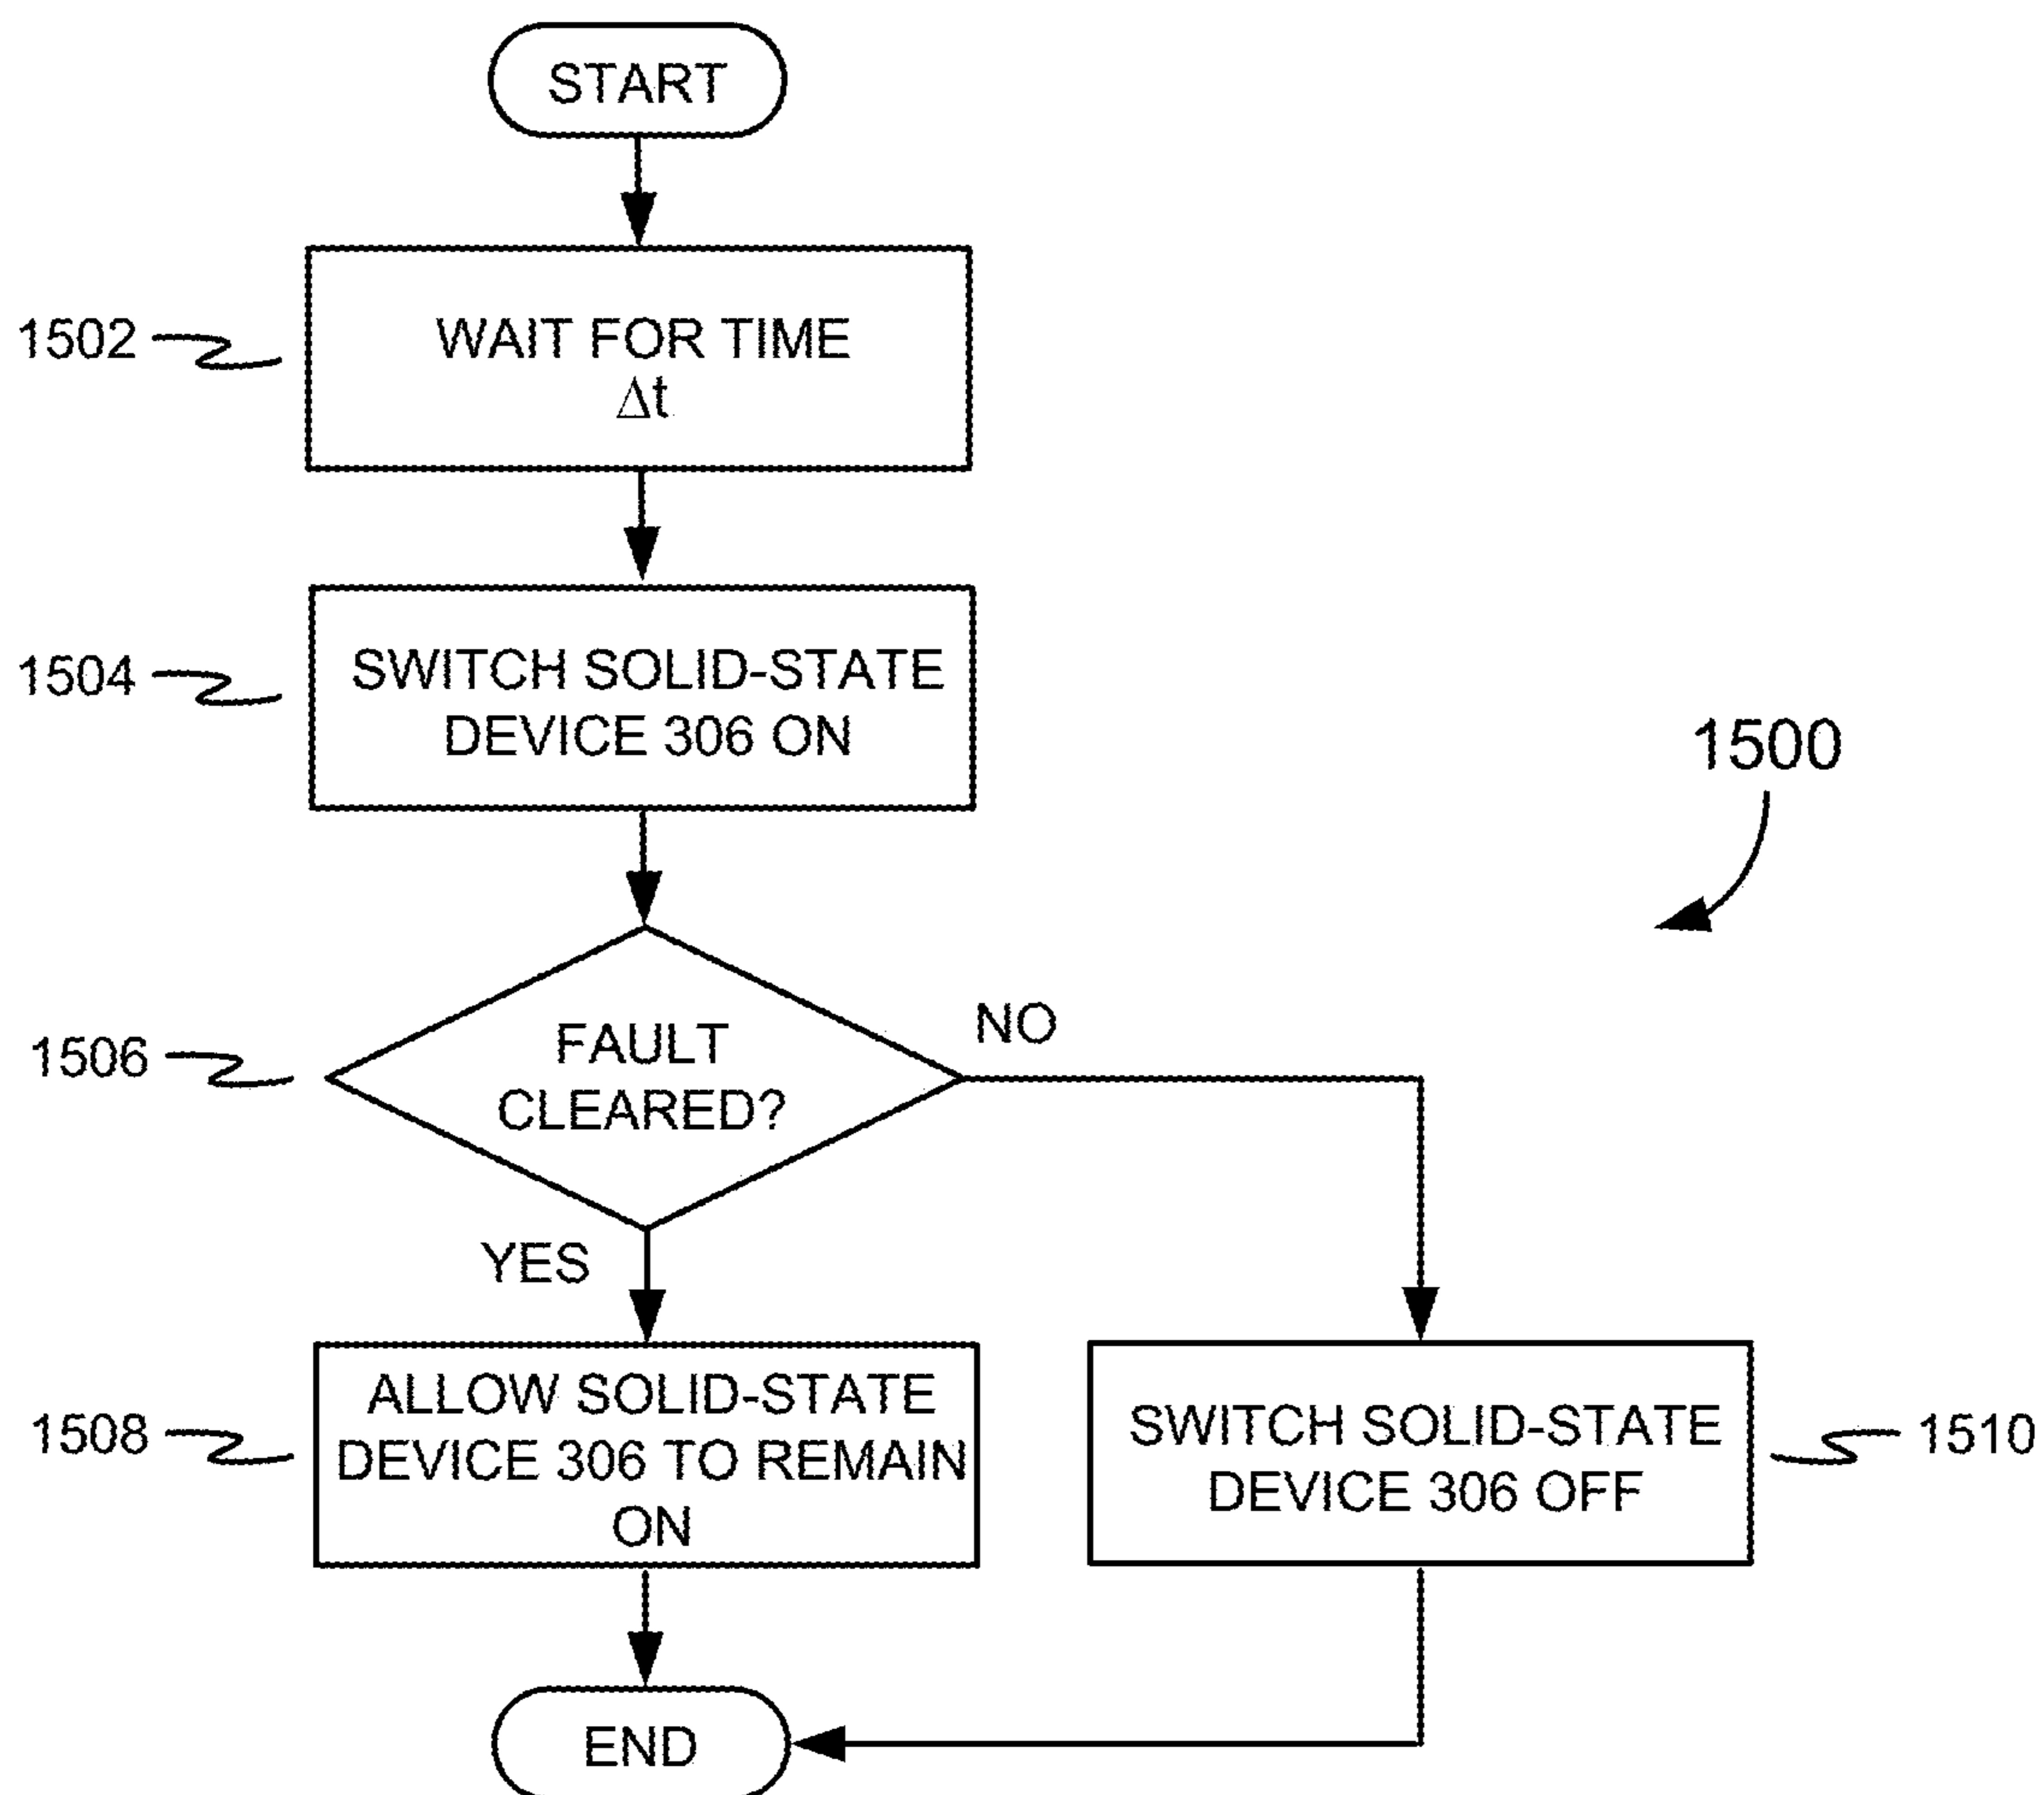 START
1502
WAIT FOR TIME
Δt
1504
SWITCH SOLID-STATE
DEVICE 306 ON
1500
1506
FAULT
CLEARED?
NO
YES
1508
ALLOW SOLID-STATE
DEVICE 306 TO REMAIN
ON
SWITCH SOLID-STATE
DEVICE 306 OFF
1510
END